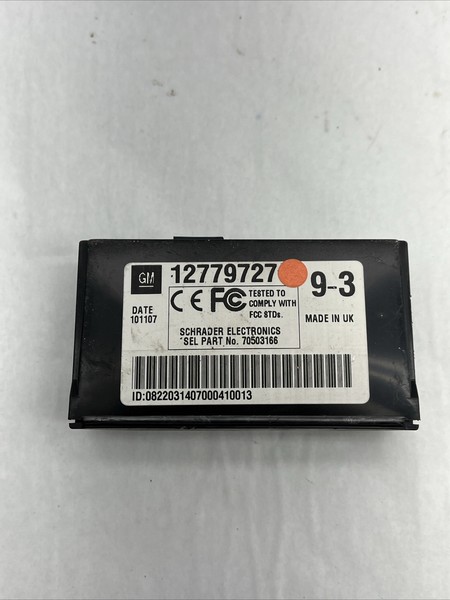 GM
12779727
9-3
DATE
101107
CE FC
TESTED TO
COMPLY WITH
FCC STDs.
MADE IN UK
SCHRADER ELECTRONICS
SEL PART No. 70503166
ID:0822031407000410013